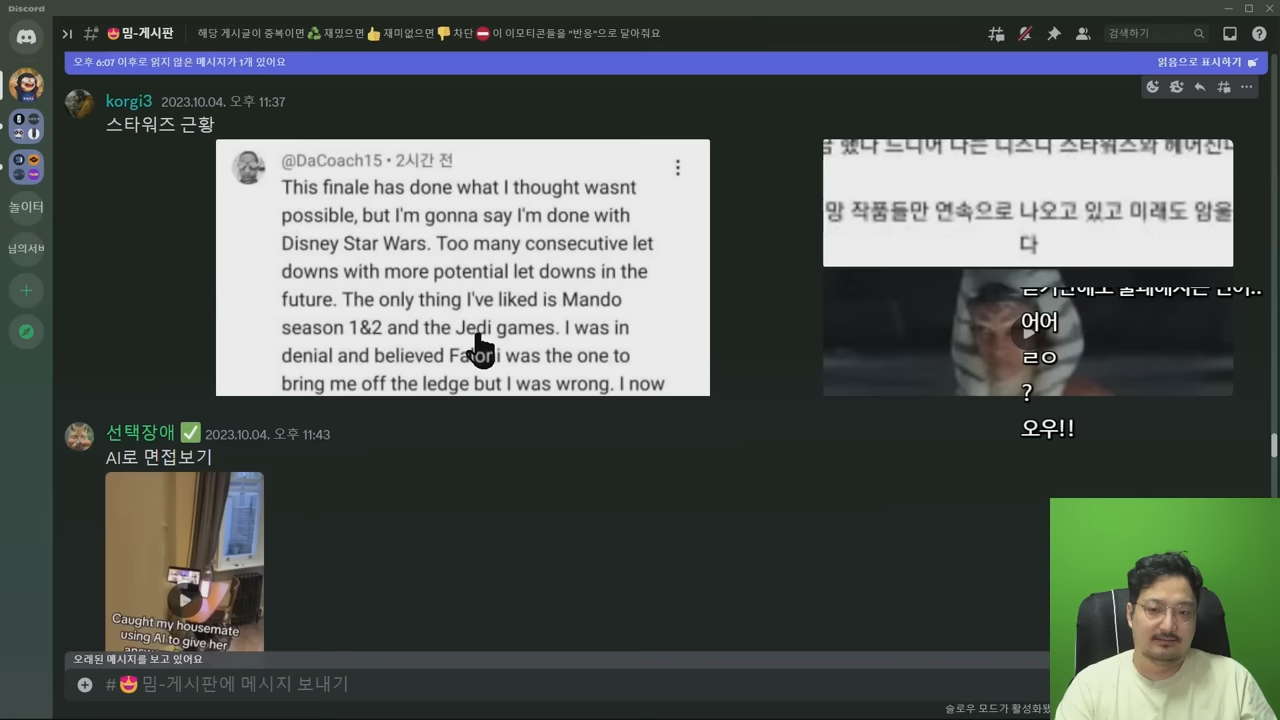 Discord
밈-게시판
해당 게시글이 중복이면 재밌으면 재미없으면 차단 이 이모티콘들을 "반응"으로 달아줘요
검색하기
오후 6:07 이후로 읽지 않은 메시지가 1개 있어요
읽음으로 표시하기
korgi3 2023.10.04. 오후 11:37
스타워즈 근황
@DaCoach15 • 2시간 전
This finale has done what I thought wasnt
possible, but I'm gonna say I'm done with
Disney Star Wars. Too many consecutive let
downs with more potential let downs in the
future. The only thing I've liked is Mando
season 1&2 and the Jedi games. I was in
denial and believed was the one to
bring me off the ledge but I was wrong. I now
했다 드디어 나는 디즈니 스타워즈와
망 작품들만 연속으로 나오고 있고 미래도 암울
다
어어
ㄹㅇ
?
오우!!
놀이터
님의서버
선택장애 2023.10.04. 오후 11:43
AI로 면접보기
Caught my housemate
using AI to give her
오래된 메시지를 보고 있어요
#밈-게시판에 메시지 보내기
슬로우 모드가